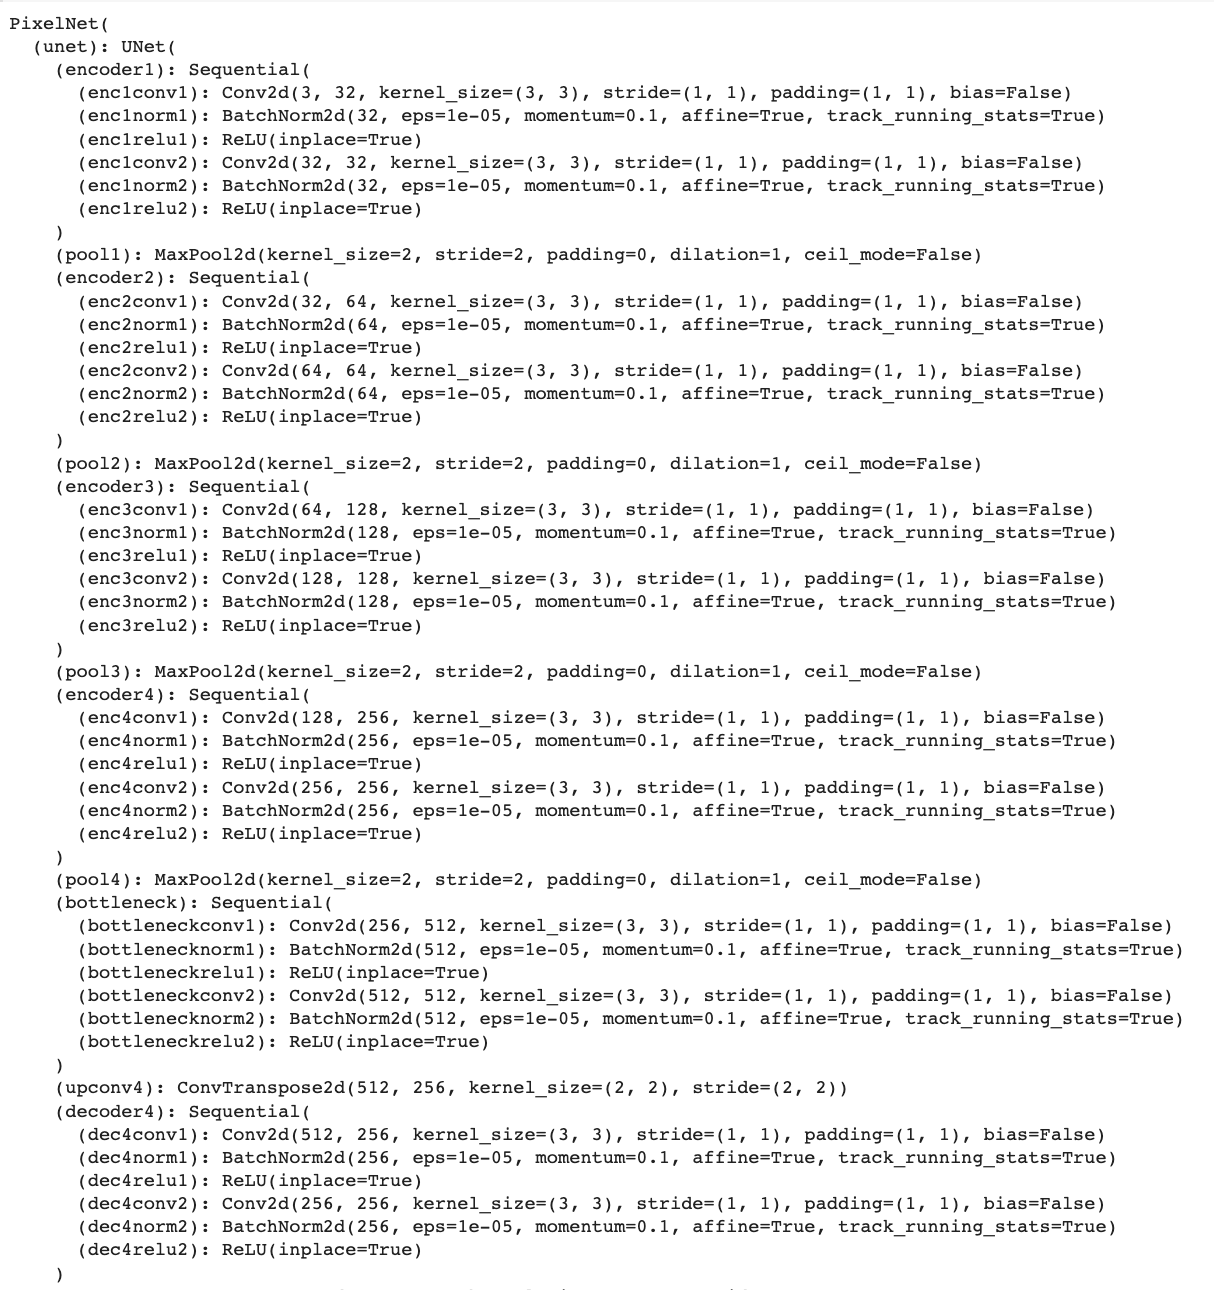 PixelNet(
  (unet): UNet(
    (encoder1): Sequential(
      (enc1conv1): Conv2d(3, 32, kernel_size=(3, 3), stride=(1, 1), padding=(1, 1), bias=False)
      (enc1norm1): BatchNorm2d(32, eps=1e-05, momentum=0.1, affine=True, track_running_stats=True)
      (enc1relu1): ReLU(inplace=True)
      (enc1conv2): Conv2d(32, 32, kernel_size=(3, 3), stride=(1, 1), padding=(1, 1), bias=False)
      (enc1norm2): BatchNorm2d(32, eps=1e-05, momentum=0.1, affine=True, track_running_stats=True)
      (enc1relu2): ReLU(inplace=True)
    )
    (pool1): MaxPool2d(kernel_size=2, stride=2, padding=0, dilation=1, ceil_mode=False)
    (encoder2): Sequential(
      (enc2conv1): Conv2d(32, 64, kernel_size=(3, 3), stride=(1, 1), padding=(1, 1), bias=False)
      (enc2norm1): BatchNorm2d(64, eps=1e-05, momentum=0.1, affine=True, track_running_stats=True)
      (enc2relu1): ReLU(inplace=True)
      (enc2conv2): Conv2d(64, 64, kernel_size=(3, 3), stride=(1, 1), padding=(1, 1), bias=False)
      (enc2norm2): BatchNorm2d(64, eps=1e-05, momentum=0.1, affine=True, track_running_stats=True)
      (enc2relu2): ReLU(inplace=True)
    )
    (pool2): MaxPool2d(kernel_size=2, stride=2, padding=0, dilation=1, ceil_mode=False)
    (encoder3): Sequential(
      (enc3conv1): Conv2d(64, 128, kernel_size=(3, 3), stride=(1, 1), padding=(1, 1), bias=False)
      (enc3norm1): BatchNorm2d(128, eps=1e-05, momentum=0.1, affine=True, track_running_stats=True)
      (enc3relu1): ReLU(inplace=True)
      (enc3conv2): Conv2d(128, 128, kernel_size=(3, 3), stride=(1, 1), padding=(1, 1), bias=False)
      (enc3norm2): BatchNorm2d(128, eps=1e-05, momentum=0.1, affine=True, track_running_stats=True)
      (enc3relu2): ReLU(inplace=True)
    )
    (pool3): MaxPool2d(kernel_size=2, stride=2, padding=0, dilation=1, ceil_mode=False)
    (encoder4): Sequential(
      (enc4conv1): Conv2d(128, 256, kernel_size=(3, 3), stride=(1, 1), padding=(1, 1), bias=False)
      (enc4norm1): BatchNorm2d(256, eps=1e-05, momentum=0.1, affine=True, track_running_stats=True)
      (enc4relu1): ReLU(inplace=True)
      (enc4conv2): Conv2d(256, 256, kernel_size=(3, 3), stride=(1, 1), padding=(1, 1), bias=False)
      (enc4norm2): BatchNorm2d(256, eps=1e-05, momentum=0.1, affine=True, track_running_stats=True)
      (enc4relu2): ReLU(inplace=True)
    )
    (pool4): MaxPool2d(kernel_size=2, stride=2, padding=0, dilation=1, ceil_mode=False)
    (bottleneck): Sequential(
      (bottleneckconv1): Conv2d(256, 512, kernel_size=(3, 3), stride=(1, 1), padding=(1, 1), bias=False)
      (bottlenecknorm1): BatchNorm2d(512, eps=1e-05, momentum=0.1, affine=True, track_running_stats=True)
      (bottleneckrelu1): ReLU(inplace=True)
      (bottleneckconv2): Conv2d(512, 512, kernel_size=(3, 3), stride=(1, 1), padding=(1, 1), bias=False)
      (bottlenecknorm2): BatchNorm2d(512, eps=1e-05, momentum=0.1, affine=True, track_running_stats=True)
      (bottleneckrelu2): ReLU(inplace=True)
    )
    (upconv4): ConvTranspose2d(512, 256, kernel_size=(2, 2), stride=(2, 2))
    (decoder4): Sequential(
      (dec4conv1): Conv2d(512, 256, kernel_size=(3, 3), stride=(1, 1), padding=(1, 1), bias=False)
      (dec4norm1): BatchNorm2d(256, eps=1e-05, momentum=0.1, affine=True, track_running_stats=True)
      (dec4relu1): ReLU(inplace=True)
      (dec4conv2): Conv2d(256, 256, kernel_size=(3, 3), stride=(1, 1), padding=(1, 1), bias=False)
      (dec4norm2): BatchNorm2d(256, eps=1e-05, momentum=0.1, affine=True, track_running_stats=True)
      (dec4relu2): ReLU(inplace=True)
    )